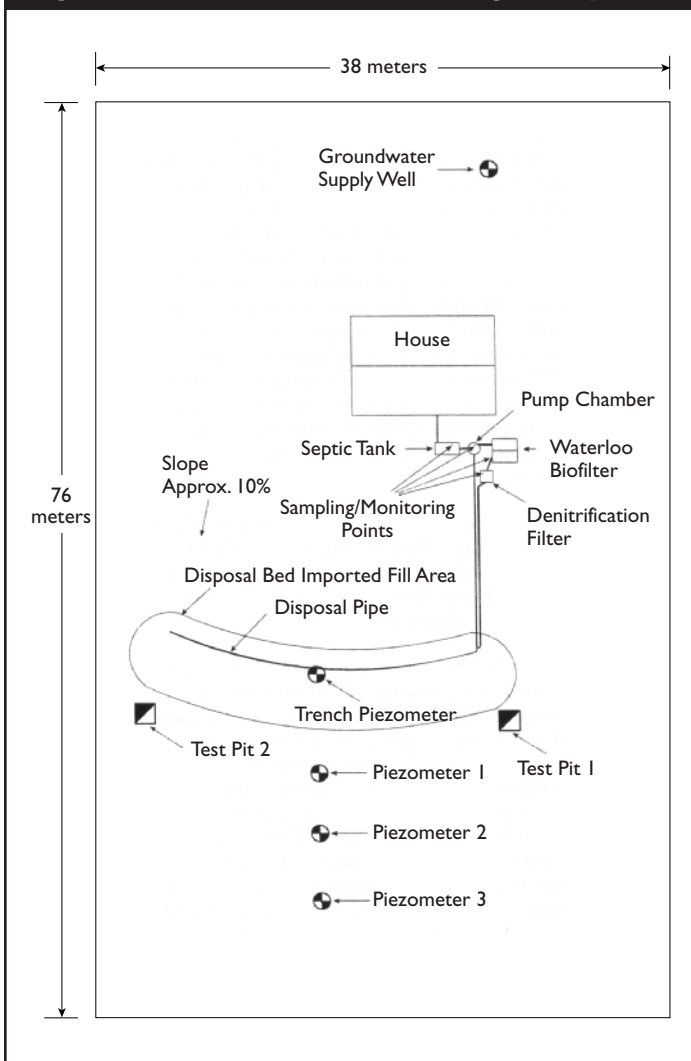 38 meters
Groundwater
Supply Well
House
Pump Chamber
Septic Tank
Waterloo
Biofilter
Slope
Approx. 10%
76
meters
Sampling/Monitoring
Points
Denitrification
Filter
Disposal Bed Imported Fill Area
Disposal Pipe
Trench Piezometer
Test Pit 2
Test Pit 1
Piezometer 1
Piezometer 2
Piezometer 3